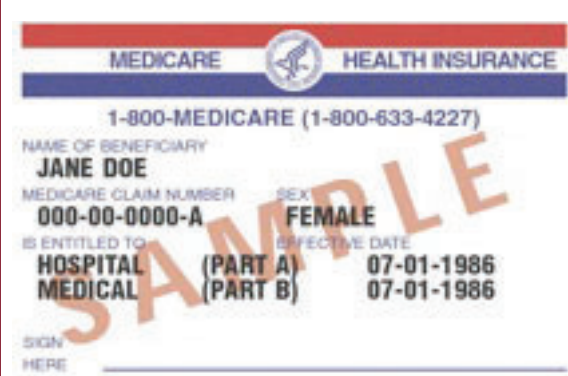 MEDICARE HEALTH INSURANCE
1-800-MEDICARE (1-800-633-4227)
NAME OF BENEFICIARY
JANE DOE
MEDICARE CLAIM NUMBER SEX
000-00-0000-A FEMALE
IS ENTITLED TO EFFECTIVE DATE
HOSPITAL (PART A) 07-01-1986
MEDICAL (PART B) 07-01-1986
SIGN
HERE
SAMPLE